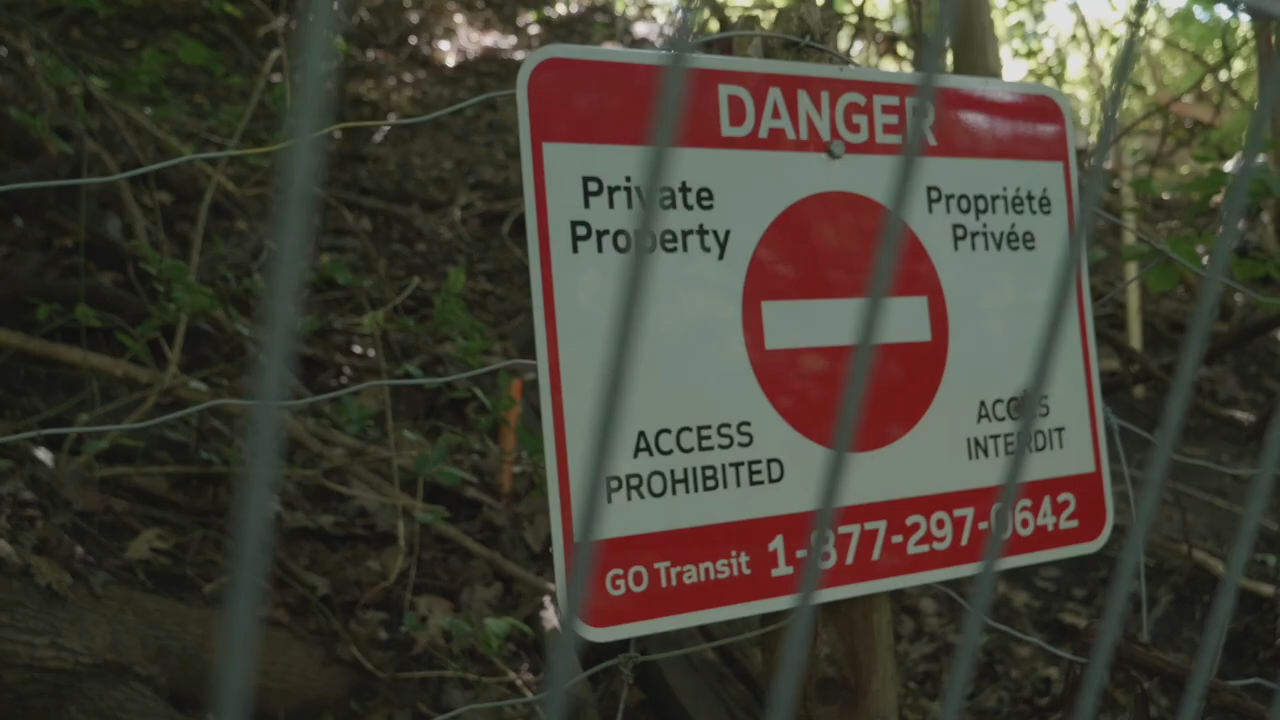 DANGER
Private
Property
Propriété
Privée
ACCESS
PROHIBITED
ACCÈS
INTERDIT
GO Transit 1-877-297-0642